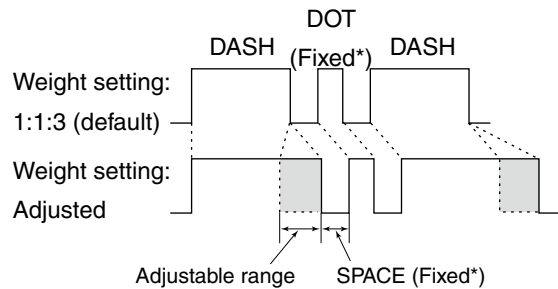 DOT
DASH (Fixed*) DASH
Weight setting:
1:1:3 (default)
Weight setting:
Adjusted
Adjustable range SPACE (Fixed*)